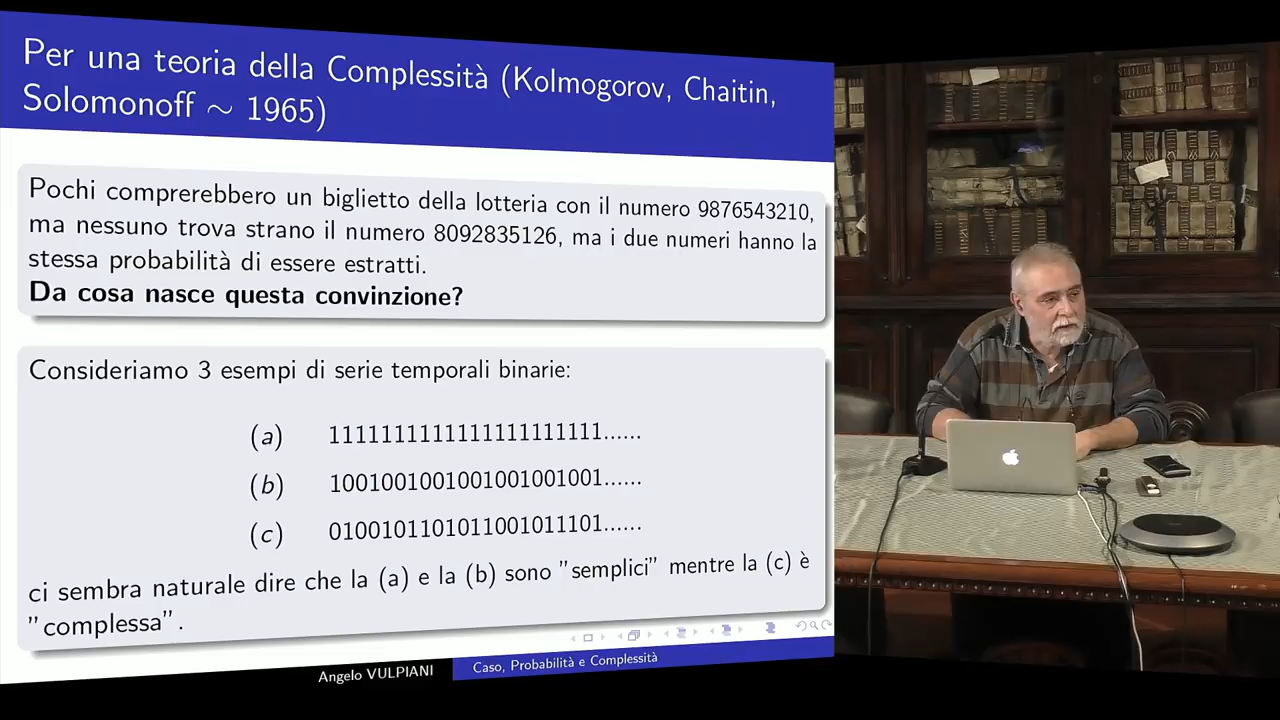 Per una teoria della Complessità (Kolmogorov, Chaitin,
Solomonoff ∼ 1965)
Pochi comprerebbero un biglietto della lotteria con il numero 9876543210,
ma nessuno trova strano il numero 8092835126, ma i due numeri hanno la
stessa probabilità di essere estratti.
Da cosa nasce questa convinzione?
Consideriamo 3 esempi di serie temporali binarie:
(a) 1111111111111111111111......
(b) 1001001001001001001001......
(c) 0100101101011001011101......
ci sembra naturale dire che la (a) e la (b) sono "semplici" mentre la (c) è
"complessa".
Angelo VULPIANI
Caso, Probabilità e Complessità